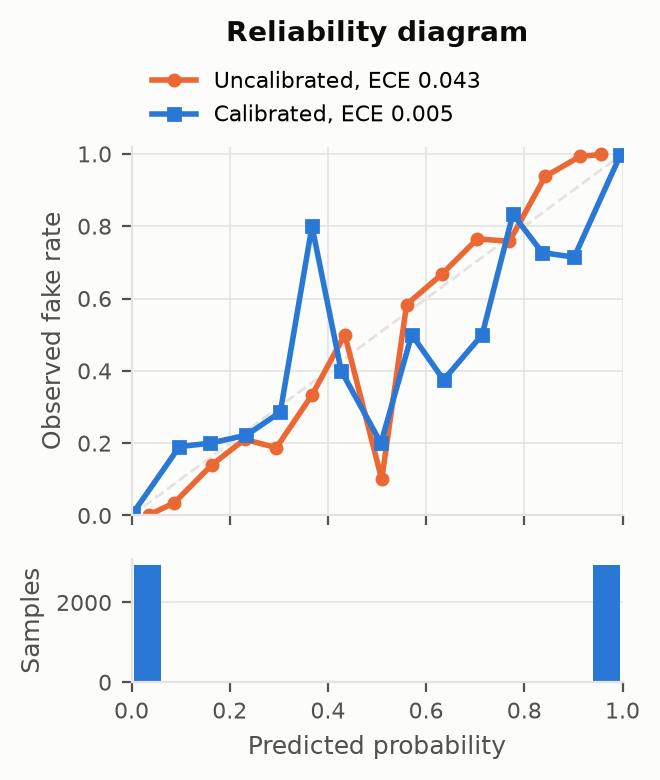 Reliability diagram
Uncalibrated, ECE 0.043
Calibrated, ECE 0.005
Observed fake rate
1.0
0.8
0.6
0.4
0.2
0.0
Samples
2000
0
0.0 0.2 0.4 0.6 0.8 1.0
Predicted probability